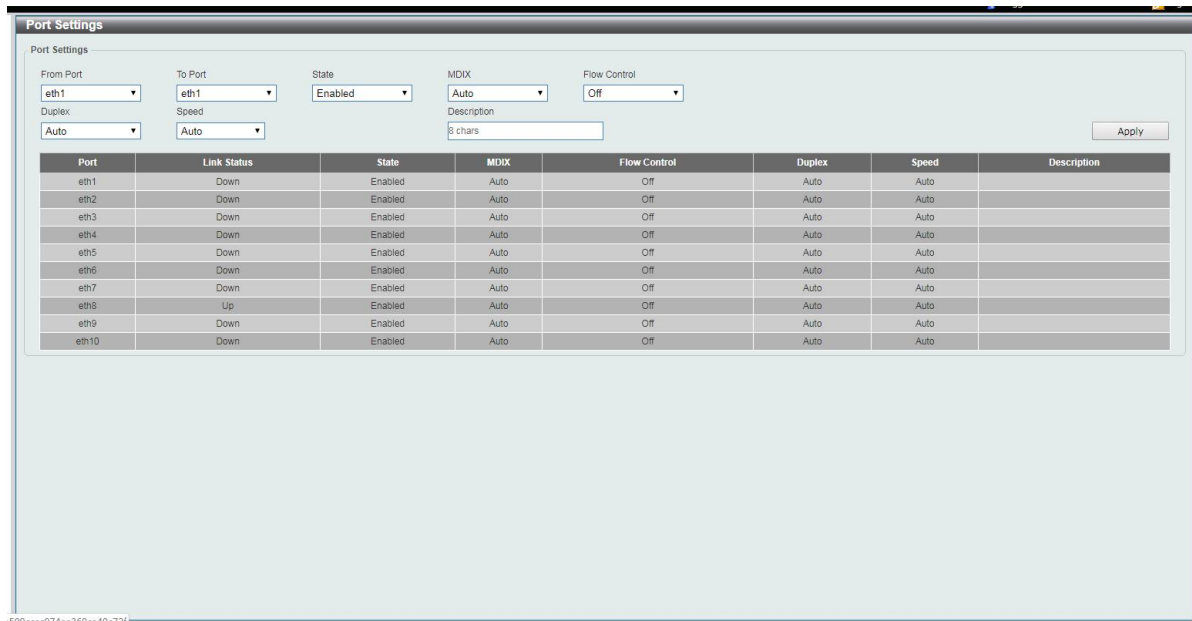 Port Settings
Port Settings
From Port To Port State MDIX Flow Control
eth1 eth1 Enabled Auto Off
Duplex Speed Description
Auto Auto 8 chars Apply
Port Link Status State MDIX Flow Control Duplex Speed Description
eth1 Down Enabled Auto Off Auto Auto
eth2 Down Enabled Auto Off Auto Auto
eth3 Down Enabled Auto Off Auto Auto
eth4 Down Enabled Auto Off Auto Auto
eth5 Down Enabled Auto Off Auto Auto
eth6 Down Enabled Auto Off Auto Auto
eth7 Down Enabled Auto Off Auto Auto
eth8 Up Enabled Auto Off Auto Auto
eth9 Down Enabled Auto Off Auto Auto
eth10 Down Enabled Auto Off Auto Auto